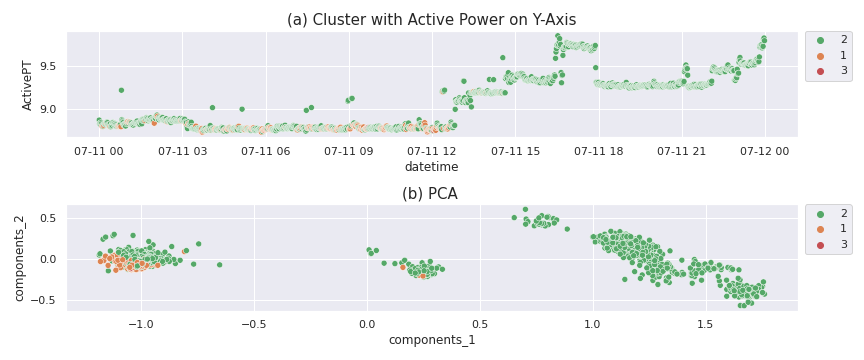 (a) Cluster with Active Power on Y-Axis
2
1
3
ActivePT
9.5
9.0
07-11 00 07-11 03 07-11 06 07-11 09 07-11 12 07-11 15 07-11 18 07-11 21 07-12 00
datetime
(b) PCA
2
1
3
components_2
0.5
0.0
−0.5
−1.0 −0.5 0.0 0.5 1.0 1.5
components_1